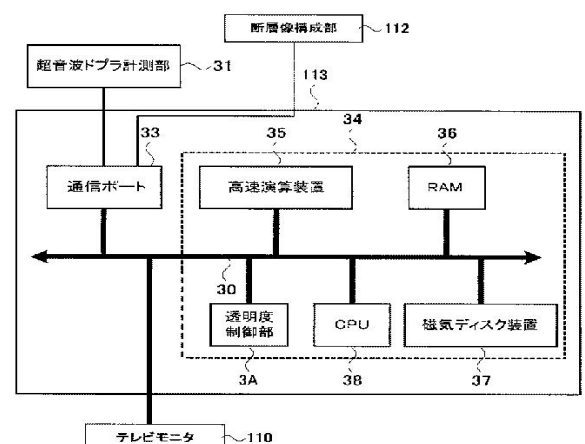 断層像構成部
112
超音波ドプラ計測部
31
113
33
35
34
36
通信ポート
高速演算装置
RAM
30
透明度
制御部
CPU
磁気ディスク装置
3A
38
37
テレビモニタ
110